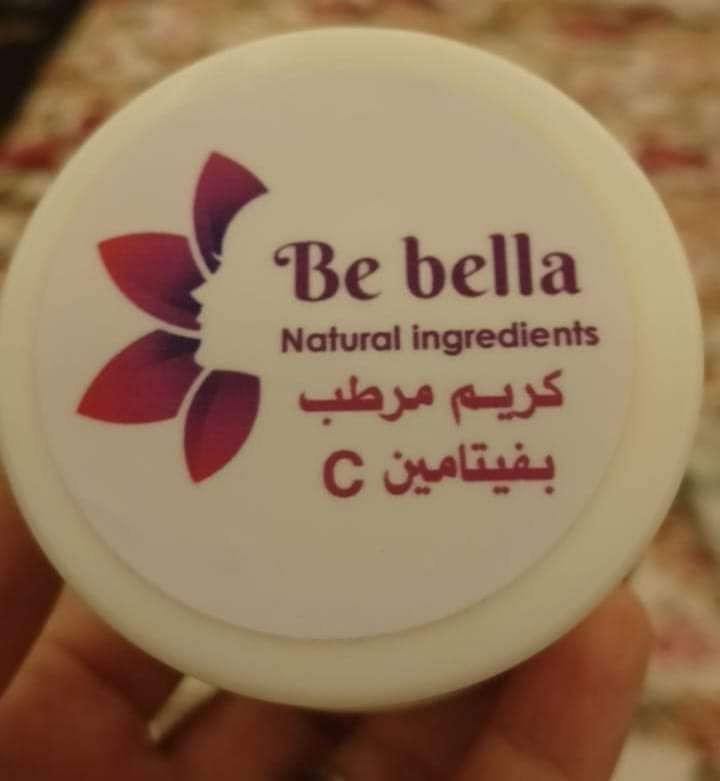 Be bella
Natural ingredients
كريم مرطب
بفيتامين C